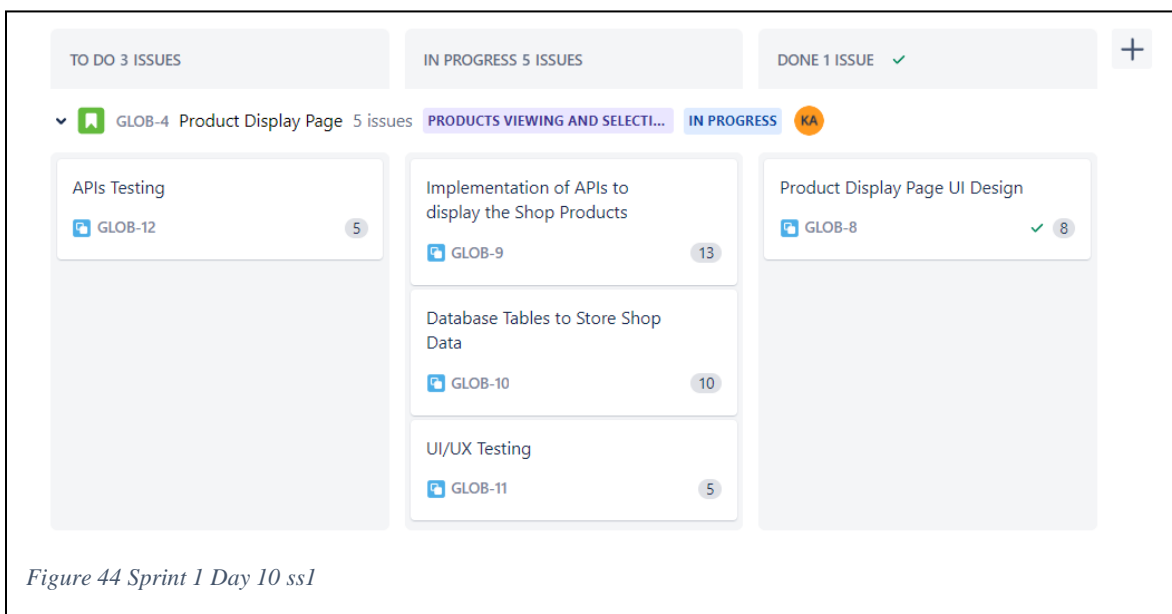 TO DO 3 ISSUES
IN PROGRESS 5 ISSUES
DONE 1 ISSUE
GLOB-4 Product Display Page 5 issues PRODUCTS VIEWING AND SELECTI... IN PROGRESS KA
APIs Testing
GLOB-12 5
Implementation of APIs to
display the Shop Products
GLOB-9 13
Database Tables to Store Shop
Data
GLOB-10 10
UI/UX Testing
GLOB-11 5
Product Display Page UI Design
GLOB-8 8
Figure 44 Sprint 1 Day 10 ss1